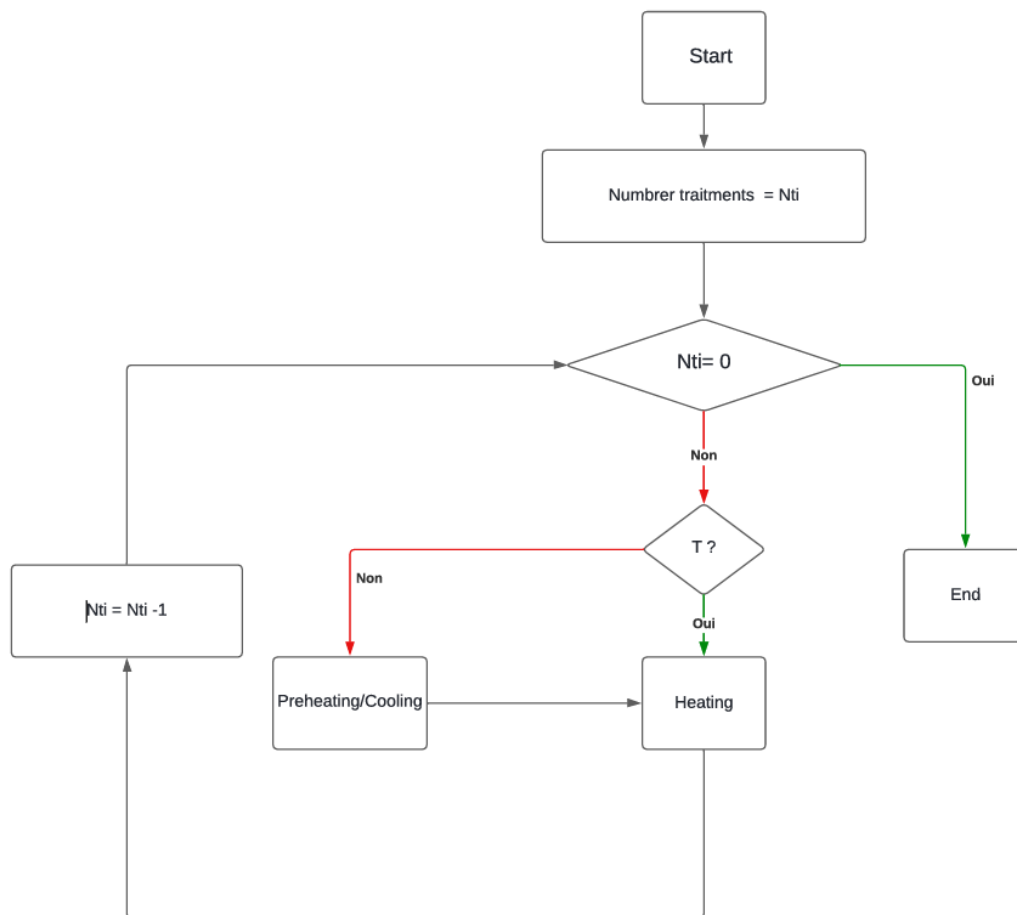 Start
Numbrer traitments = Nti
Nti= 0
Oui
Non
T ?
Non
Oui
Nti = Nti -1
End
Preheating/Cooling
Heating